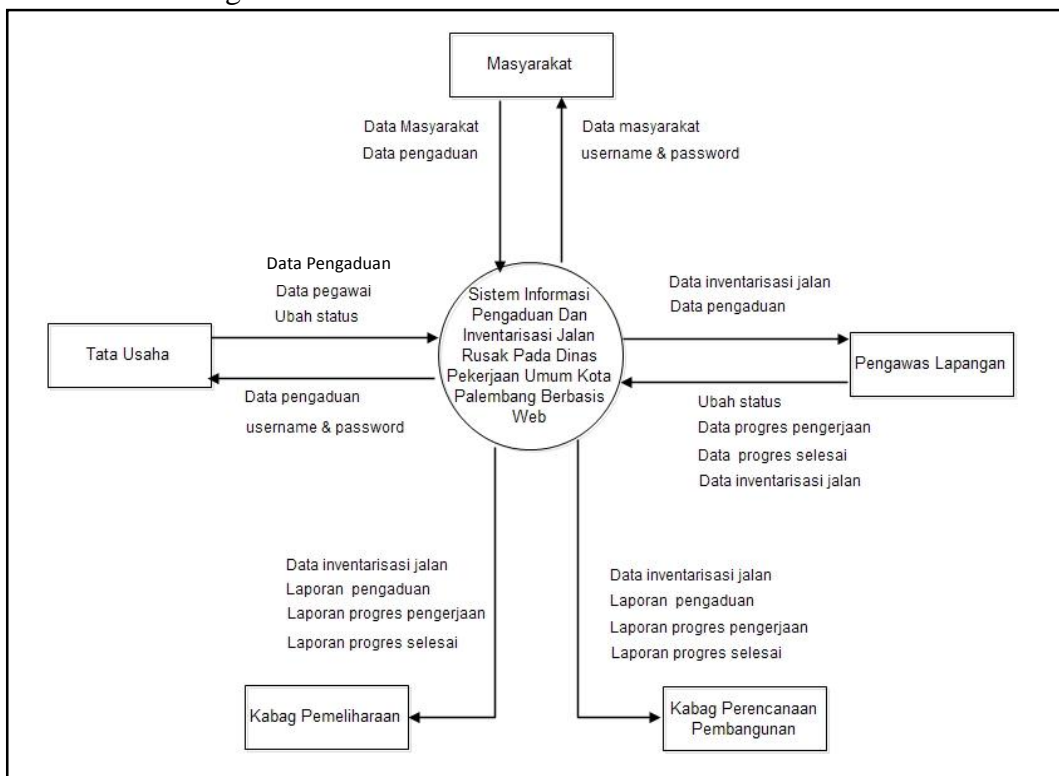 Masyarakat
Data Masyarakat
Data pengaduan
Data masyarakat
username & password
Data Pengaduan
Data pegawai
Ubah status
Tata Usaha
Data pengaduan
username & password
Sistem Informasi
Pengaduan Dan
Inventarisasi Jalan
Rusak Pada Dinas
Pekerjaan Umum Kota
Palembang Berbasis
Web
Data inventarisasi jalan
Data pengaduan
Pengawas Lapangan
Ubah status
Data progres pengerjaan
Data progres selesai
Data inventarisasi jalan
Data inventarisasi jalan
Laporan pengaduan
Laporan progres pengerjaan
Laporan progres selesai
Data inventarisasi jalan
Laporan pengaduan
Laporan progres pengerjaan
Laporan progres selesai
Kabag Pemeliharaan
Kabag Perencanaan
Pembangunan